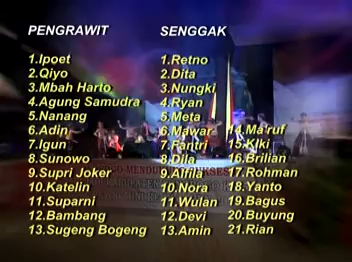 PENGRAWIT
1.Ipoet
2.Qiyo
3.Mbah Harto
4.Agung Samudra
5.Nanang
6.Adin
7.Igun
8.Sunowo
9.Supri Joker
10.Katelin
11.Suparni
12.Bambang
13.Sugeng Bogeng
SENGGAK
1.Retno
2.Dita
3.Nungki
4.Ryan
5.Meta
6.Mawar
7.Fantri
8.Dila
9.Alfila
10.Nora
11.Wulan
12.Devi
13.Amin
14.Ma'ruf
15.Kiki
16.Brilian
17.Rohman
18.Yanto
19.Bagus
20.Buyung
21.Rian